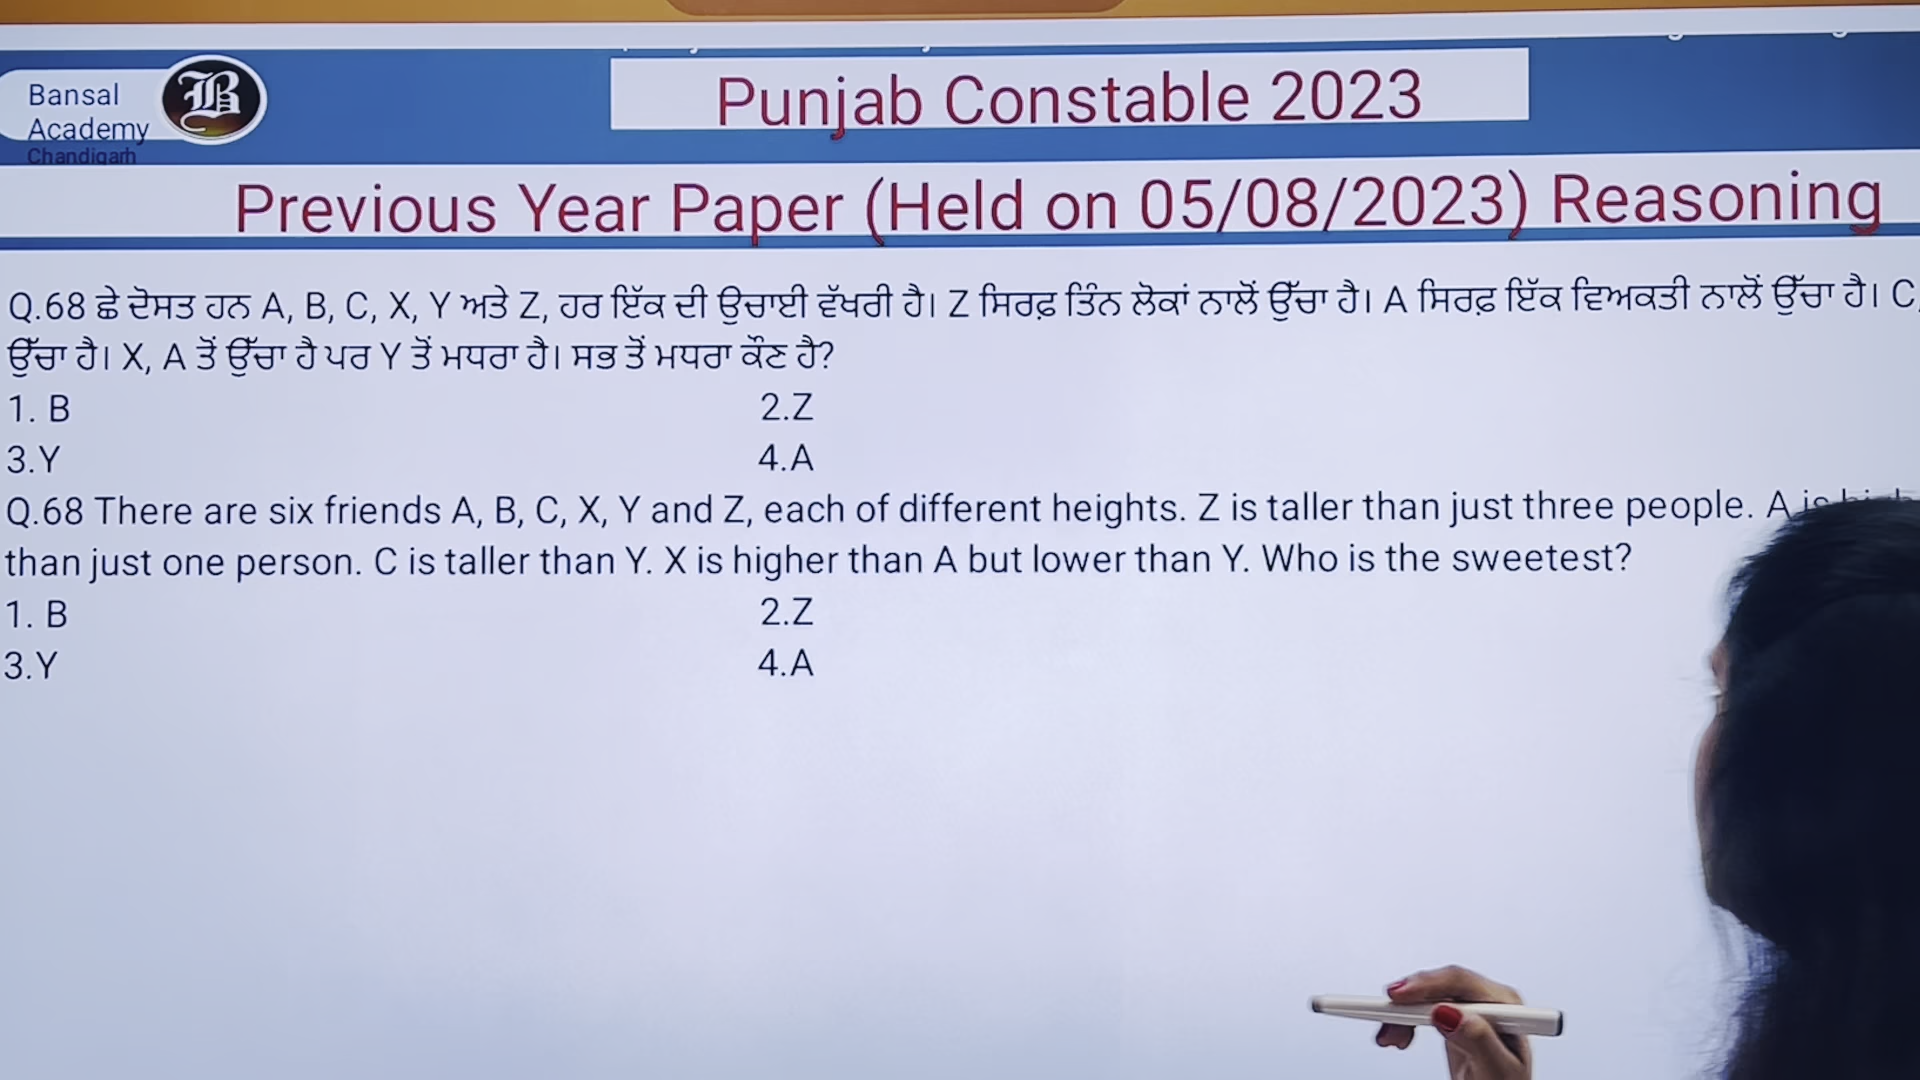 Bansal
Academy
Chandigarh
Punjab Constable 2023
Previous Year Paper (Held on 05/08/2023) Reasoning
Q.68 ਛੇ ਦੋਸਤ ਹਨ A, B, C, X, Y ਅਤੇ Z, ਹਰ ਇੱਕ ਦੀ ਉਚਾਈ ਵੱਖਰੀ ਹੈ। Z ਸਿਰਫ਼ ਤਿੰਨ ਲੋਕਾਂ ਨਾਲੋਂ ਉੱਚਾ ਹੈ। A ਸਿਰਫ਼ ਇੱਕ ਵਿਅਕਤੀ ਨਾਲੋਂ ਉੱਚਾ ਹੈ। C,
ਉੱਚਾ ਹੈ। X, A ਤੋਂ ਉੱਚਾ ਹੈ ਪਰ Y ਤੋਂ ਮਧਰਾ ਹੈ। ਸਭ ਤੋਂ ਮਧਰਾ ਕੌਣ ਹੈ?
1. B 2.Z
3.Y 4.A
Q.68 There are six friends A, B, C, X, Y and Z, each of different heights. Z is taller than just three people. A is
than just one person. C is taller than Y. X is higher than A but lower than Y. Who is the sweetest?
1. B 2.Z
3.Y 4.A